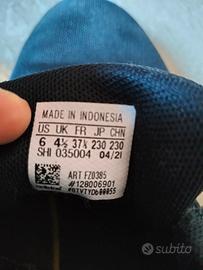 MADE IN INDONESIA
US UK FR JP CHN
6 4½ 37⅓ 230 230
SHI 035004 04/21
ART FZ0385
#128006901
subito